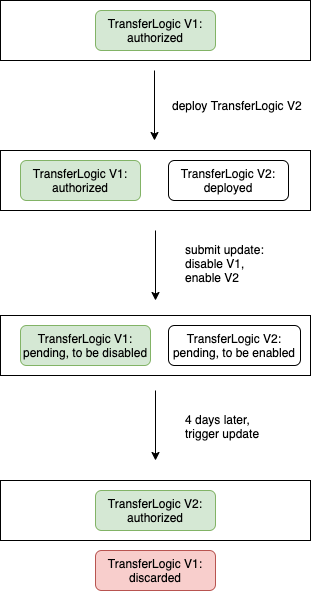 TransferLogic V1:
authorized
deploy TransferLogic V2
TransferLogic V1:
authorized
TransferLogic V2:
deployed
submit update:
disable V1,
enable V2
TransferLogic V1:
pending, to be disabled
TransferLogic V2:
pending, to be enabled
4 days later,
trigger update
TransferLogic V2:
authorized
TransferLogic V1:
discarded